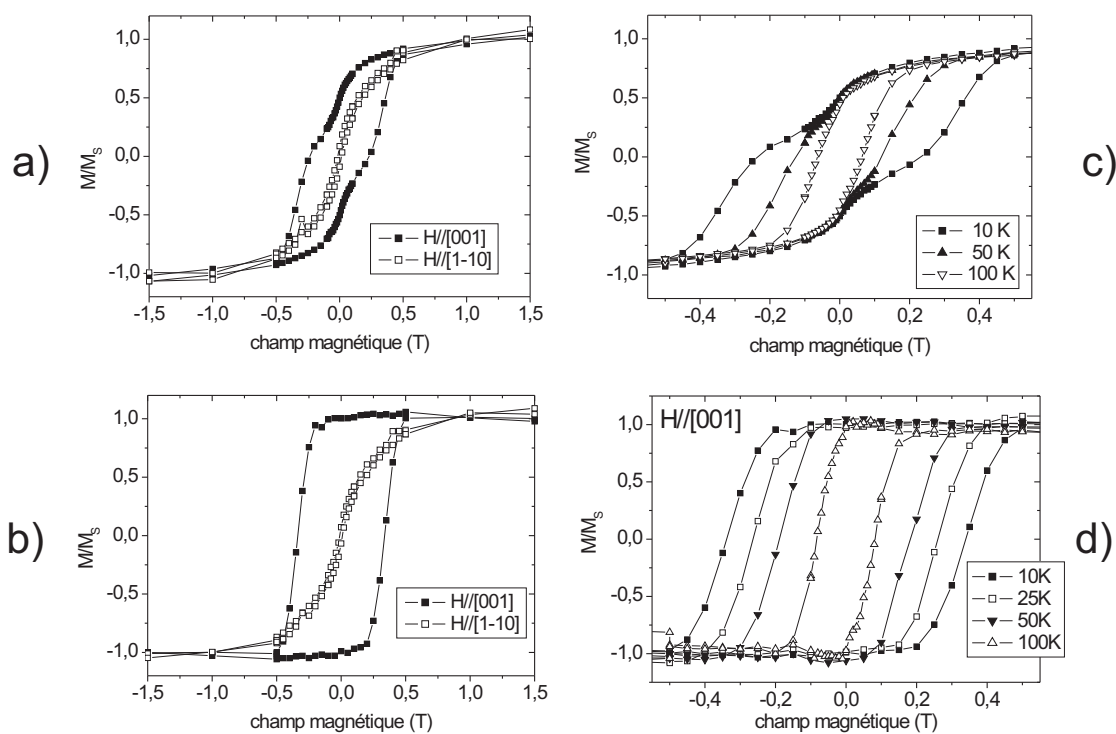 a)
M/MS
1,0
0,5
0,0
-0,5
-1,0
H//[001]
H//[1-10]
-1,5 -1,0 -0,5 0,0 0,5 1,0 1,5
champ magnétique (T)
c)
M/MS
1,0
0,5
0,0
-0,5
-1,0
10 K
50 K
100 K
-0,4 -0,2 0,0 0,2 0,4
champ magnétique (T)
b)
M/MS
1,0
0,5
0,0
-0,5
-1,0
H//[001]
H//[1-10]
-1,5 -1,0 -0,5 0,0 0,5 1,0 1,5
champ magnétique (T)
d)
H//[001]
M/MS
1,0
0,5
0,0
-0,5
-1,0
10K
25K
50K
100K
-0,4 -0,2 0,0 0,2 0,4
champ magnétique (T)